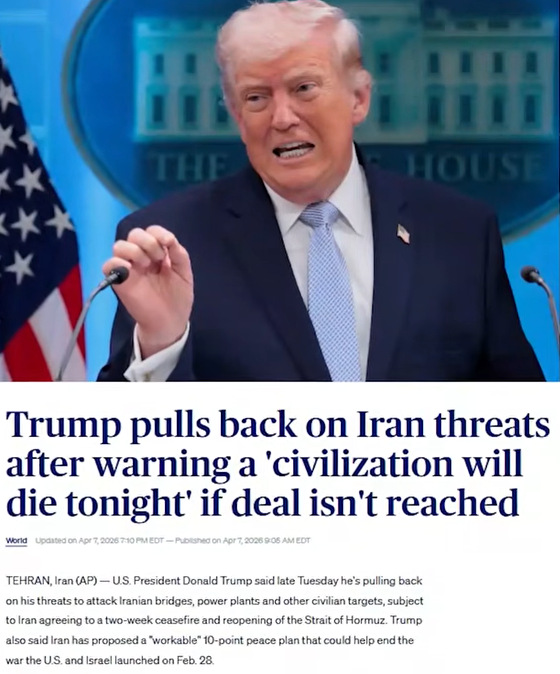 THE HOUSE
Trump pulls back on Iran threats
after warning a 'civilization will
die tonight' if deal isn't reached
World Updated on Apr 7, 2026 7:10 PM EDT — Published on Apr 7, 2026 9:05 AM EDT
TEHRAN, Iran (AP) — U.S. President Donald Trump said late Tuesday he's pulling back
on his threats to attack Iranian bridges, power plants and other civilian targets, subject
to Iran agreeing to a two-week ceasefire and reopening of the Strait of Hormuz. Trump
also said Iran has proposed a "workable" 10-point peace plan that could help end the
war the U.S. and Israel launched on Feb. 28.